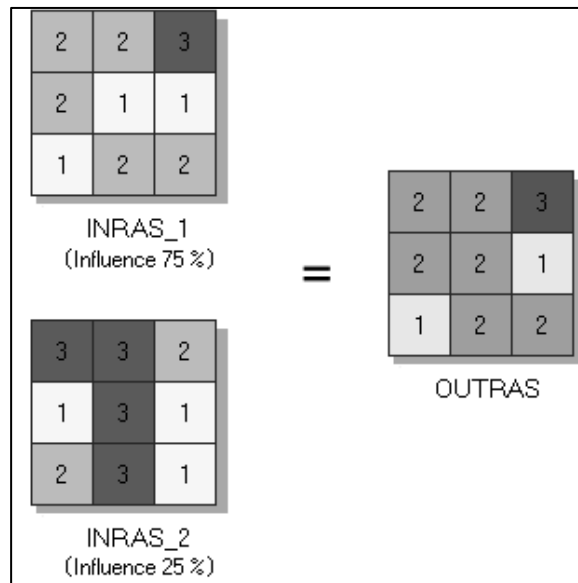 2 2 3
2 1 1
1 2 2
INRAS_1
(Influence 75 %)
=
2 2 3
2 2 1
1 2 2
OUTRAS
3 3 2
1 3 1
2 3 1
INRAS_2
(Influence 25 %)